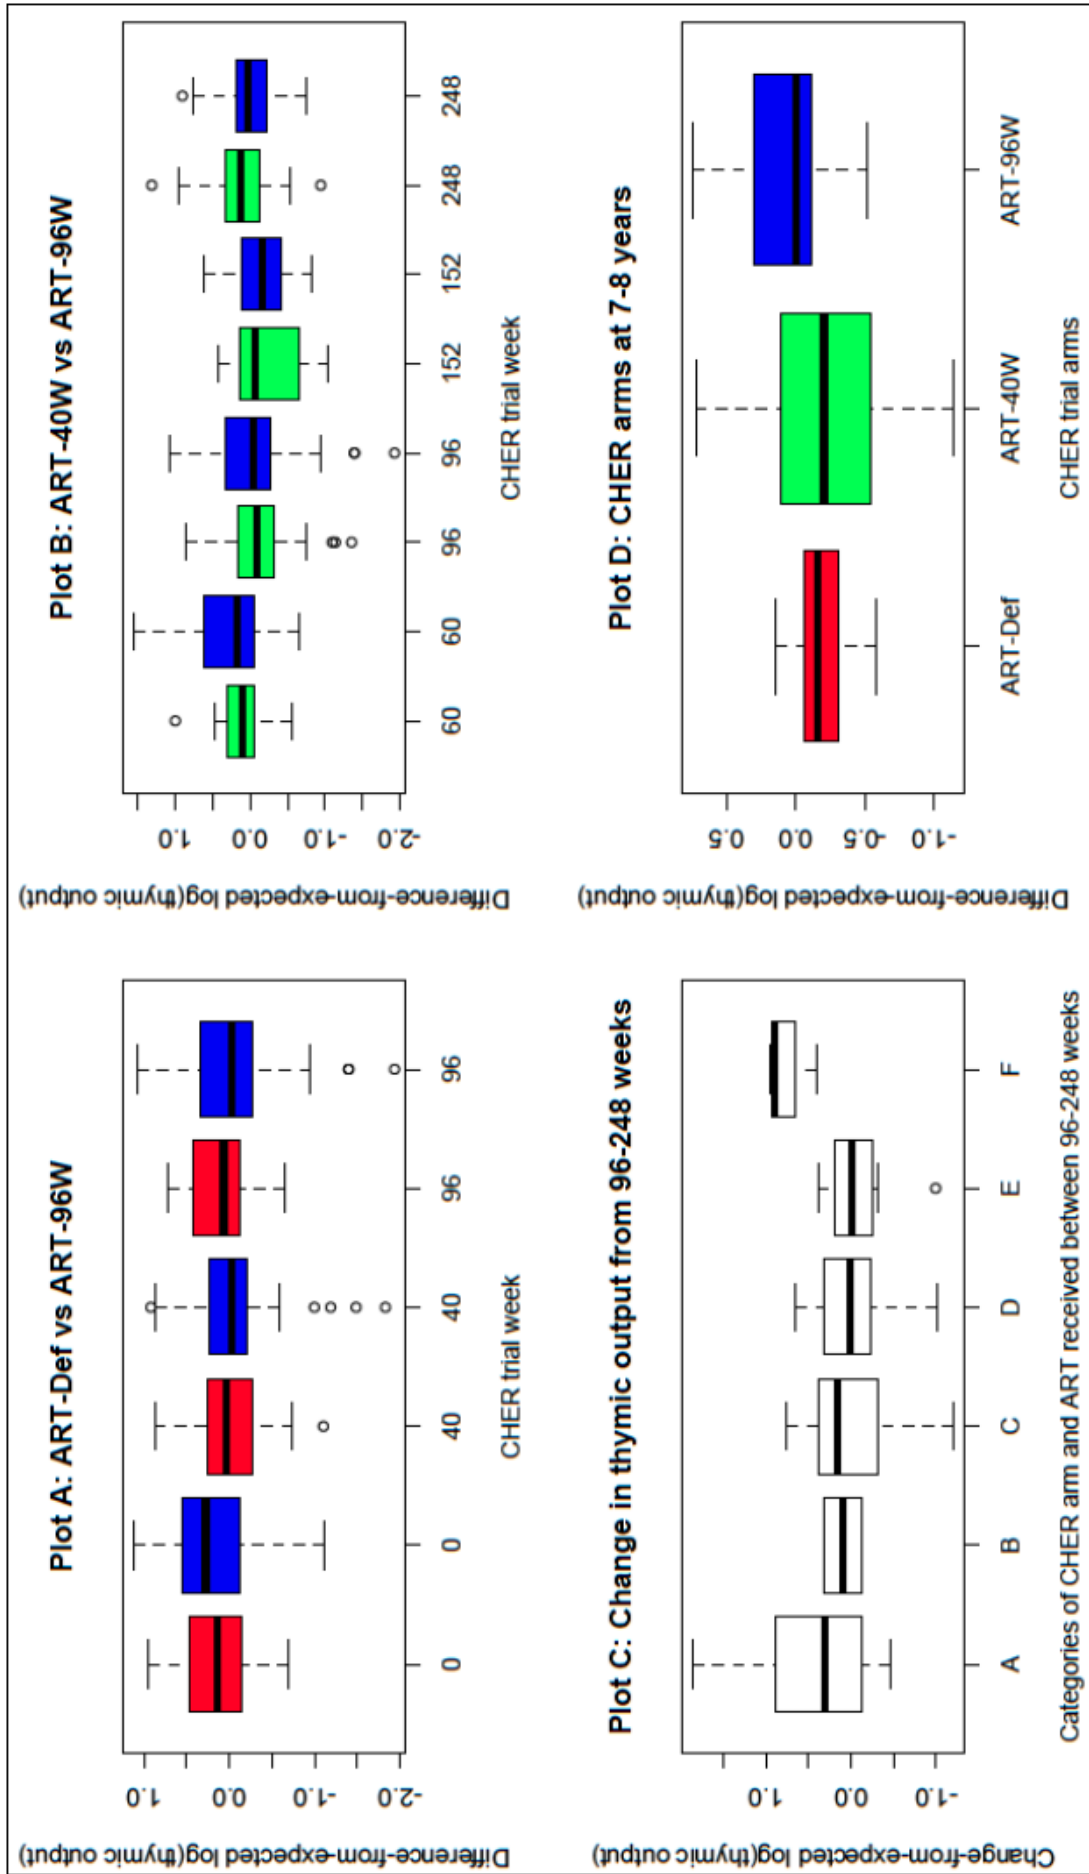 Plot A: ART-Def vs ART-96W
Difference-from-expected log(thymic output)
1.0
0.0
-1.0
-2.0
0 0 40 40 96 96
CHER trial week
Plot B: ART-40W vs ART-96W
Difference-from-expected log(thymic output)
1.0
0.0
-1.0
-2.0
60 60 96 96 152 152 248 248
CHER trial week
Plot C: Change in thymic output from 96-248 weeks
Change-from-expected log(thymic output)
1.0
0.0
-1.0
A B C D E F
Categories of CHER arm and ART received between 96-248 weeks
Plot D: CHER arms at 7-8 years
Difference-from-expected log(thymic output)
0.5
0.0
-0.5
-1.0
ART-Def ART-40W ART-96W
CHER trial arms